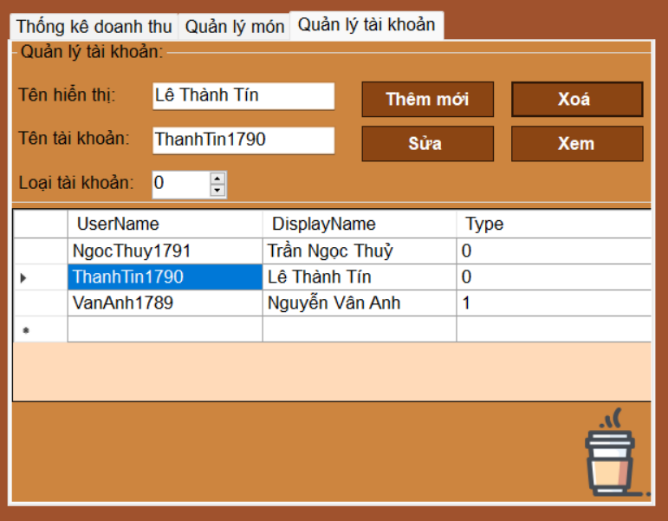 Thống kê doanh thu Quản lý món Quản lý tài khoản
Quản lý tài khoản:
Tên hiển thị: Lê Thành Tín Thêm mới Xoá
Tên tài khoản: ThanhTin1790 Sửa Xem
Loại tài khoản: 0
UserName DisplayName Type
NgocThuy1791 Trần Ngọc Thuỷ 0
ThanhTin1790 Lê Thành Tín 0
VanAnh1789 Nguyễn Vân Anh 1